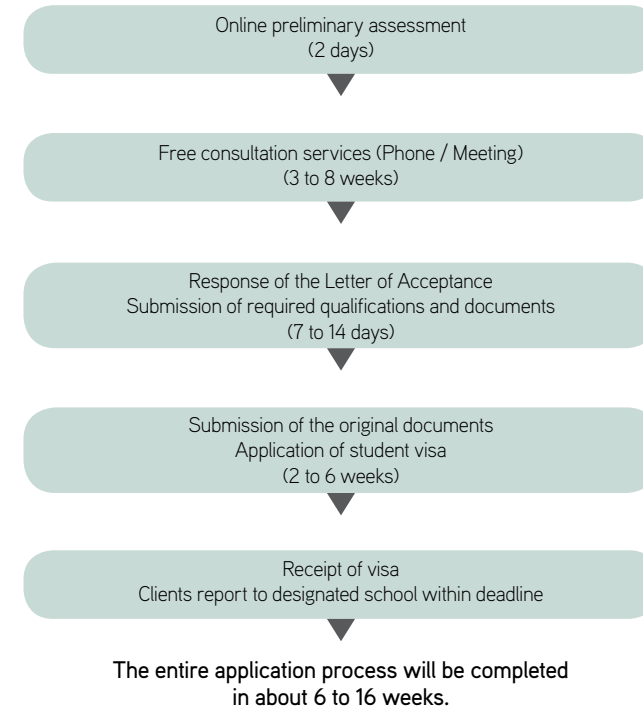 Online preliminary assessment
(2 days)
Free consultation services (Phone / Meeting)
(3 to 8 weeks)
Response of the Letter of Acceptance
Submission of required qualifications and documents
(7 to 14 days)
Submission of the original documents
Application of student visa
(2 to 6 weeks)
Receipt of visa
Clients report to designated school within deadline
The entire application process will be completed
in about 6 to 16 weeks.